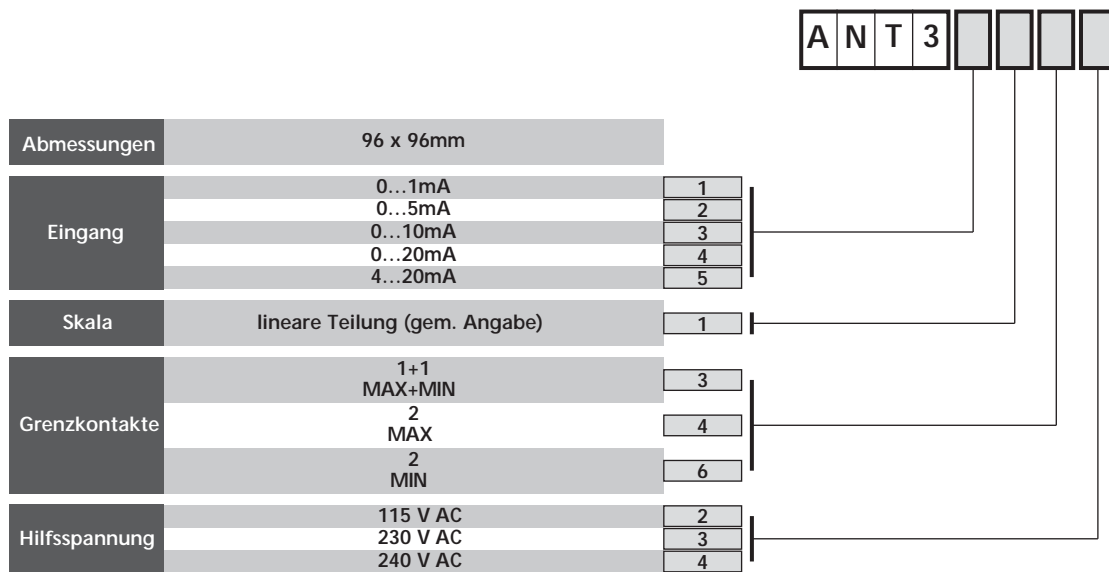 A N T 3
Abmessungen 96 x 96mm
Eingang
0…1mA 1
0…5mA 2
0…10mA 3
0…20mA 4
4…20mA 5
Skala lineare Teilung (gem. Angabe) 1
Grenzkontakte
1+1
MAX+MIN 3
2
MAX 4
2
MIN 6
Hilfsspannung
115 V AC 2
230 V AC 3
240 V AC 4